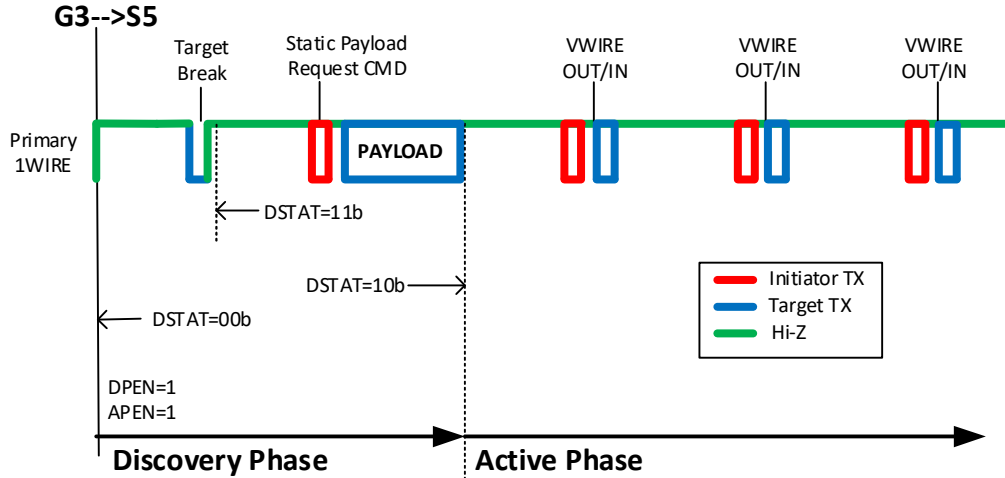 G3-->S5
Target
Break
Static Payload
Request CMD
VWIRE
OUT/IN
VWIRE
OUT/IN
VWIRE
OUT/IN
Primary
1WIRE
PAYLOAD
DSTAT=11b
DSTAT=10b
DSTAT=00b
Initiator TX
Target TX
Hi-Z
DPEN=1
APEN=1
Discovery Phase
Active Phase